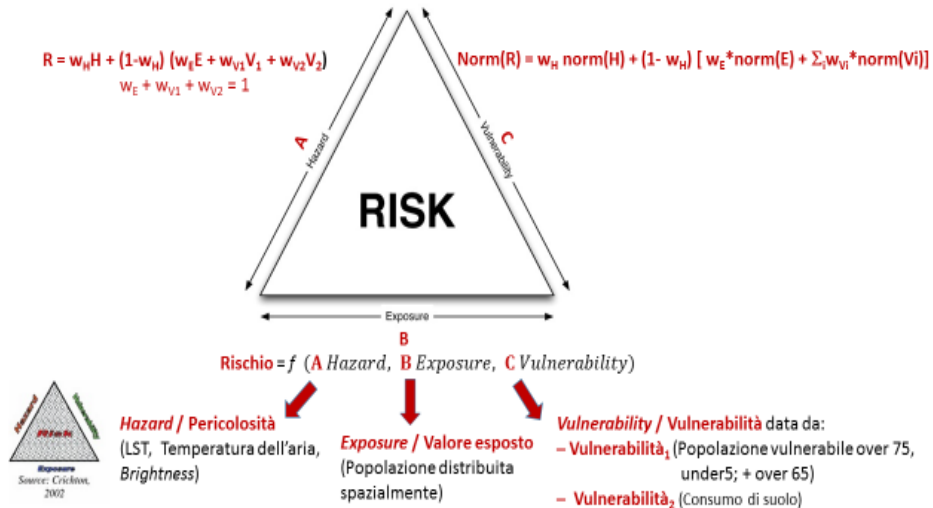 R = wHH + (1-wH) (wEE + wV1V1 + wV2V2)
wE + wV1 + wV2 = 1
Norm(R) = wH norm(H) + (1- wH) [ wE*norm(E) + ΣiwVi*norm(Vi)]
A
Hazard
C
Vulnerability
RISK
Exposure
B
Rischio = f (A Hazard, B Exposure, C Vulnerability)
Hazard / Pericolosità
(LST, Temperatura dell'aria,
Brightness)
Exposure / Valore esposto
(Popolazione distribuita
spazialmente)
Vulnerability / Vulnerabilità data da:
– Vulnerabilità1 (Popolazione vulnerabile over 75,
under5; + over 65)
– Vulnerabilità2 (Consumo di suolo)
Hazard
Vulnerability
Risk
Exposure
Source: Crichton,
2002